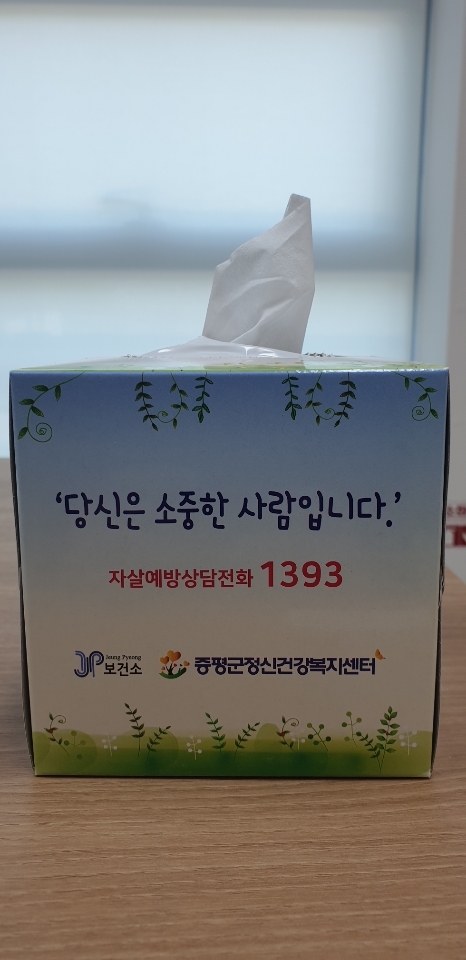 '당신은 소중한 사람입니다.'
자살예방상담전화 1393
Jeung Pyeong
JP 보건소
증평군정신건강복지센터